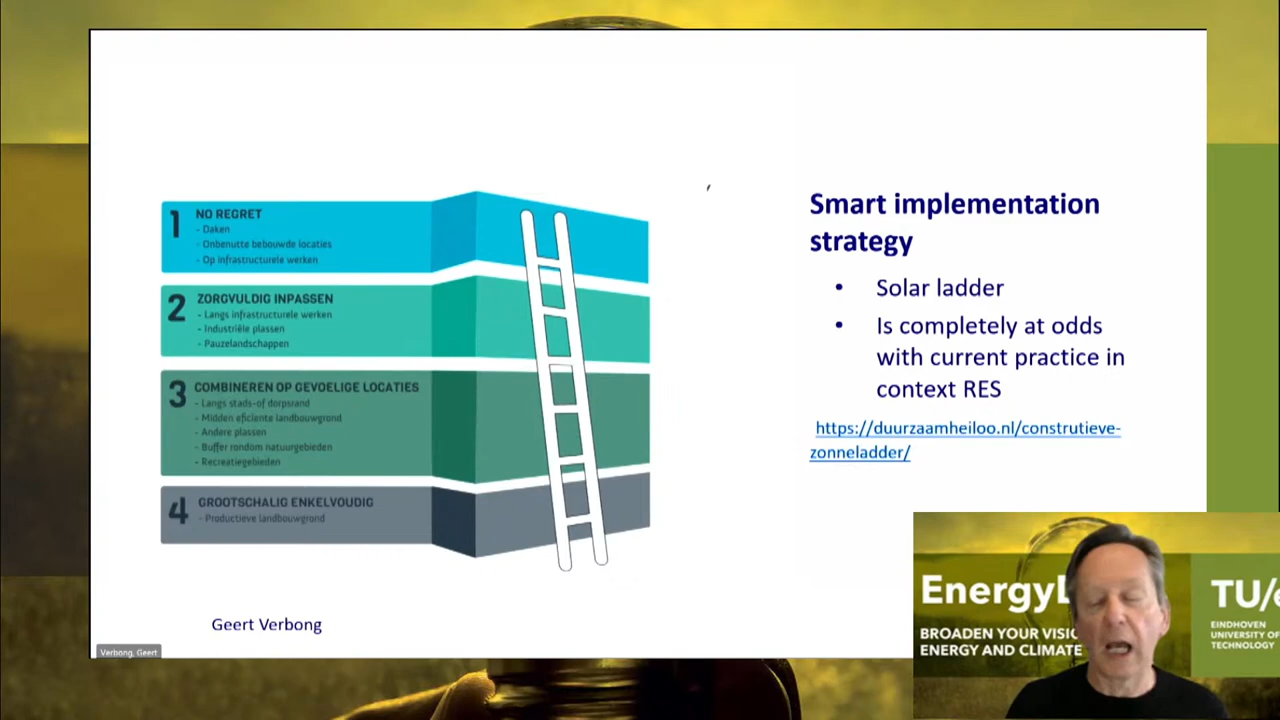 1
NO REGRET
- Daken
- Onbenutte bebouwde locaties
- Op infrastructurele werken
2
ZORGVULDIG INPASSEN
- Langs infrastructurele werken
- Industriële plassen
- Pauzelandschappen
3
COMBINEREN OP GEVOELIGE LOCATIES
- Langs stads-of dorpsrand
- Midden eficiente landbouwgrond
- Andere plassen
- Buffer rondom natuurgebieden
- Recreatiegebieden
4
GROOTSCHALIG ENKELVOUDIG
- Productieve landbouwgrond
Smart implementation
strategy
• Solar ladder
• Is completely at odds
with current practice in
context RES
https://duurzaamheiloo.nl/construtieve-
zonneladder/
Geert Verbong
Verbong, Geert
EnergyL
BROADEN YOUR VISIO
ENERGY AND CLIMATE
TU/e
EINDHOVEN
UNIVERSITY OF
TECHNOLOGY